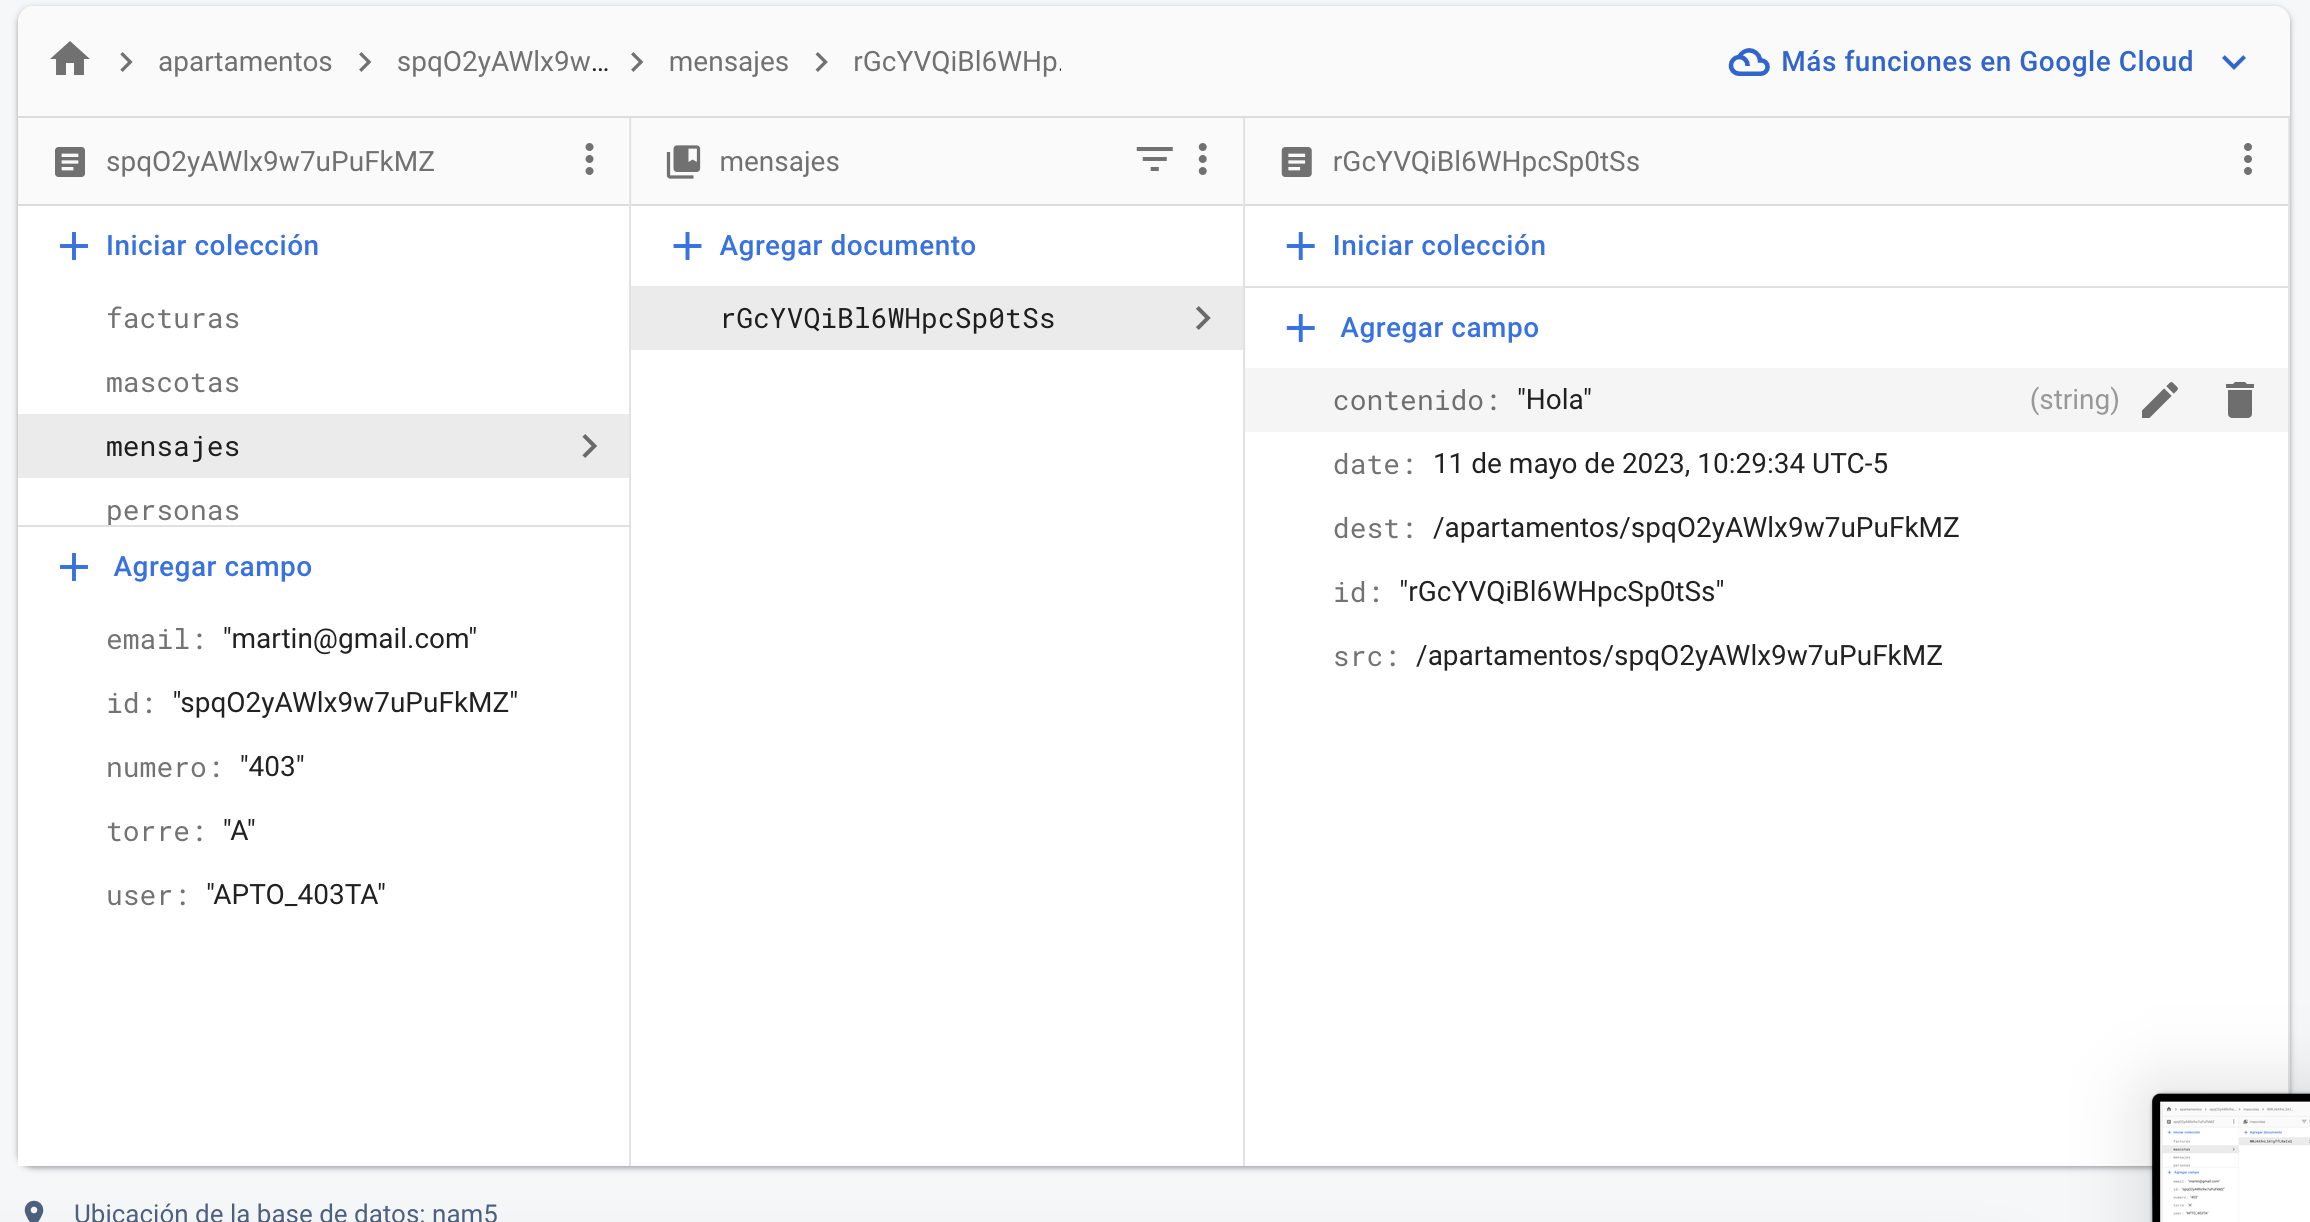 apartamentos
spqO2yAWlx9w...
mensajes
rGcYVQiBl6WHp.
Más funciones en Google Cloud
spqO2yAWlx9w7uPuFkMZ
Iniciar colección
facturas
mascotas
mensajes
personas
Agregar campo
email: "martin@gmail.com"
id: "spqO2yAWlx9w7uPuFkMZ"
numero: "403"
torre: "A"
user: "APTO_403TA"
mensajes
Agregar documento
rGcYVQiBl6WHpcSp0tSs
rGcYVQiBl6WHpcSp0tSs
Iniciar colección
Agregar campo
contenido: "Hola" (string)
date: 11 de mayo de 2023, 10:29:34 UTC-5
dest: /apartamentos/spqO2yAWlx9w7uPuFkMZ
id: "rGcYVQiBl6WHpcSp0tSs"
src: /apartamentos/spqO2yAWlx9w7uPuFkMZ
Ubicación de la base de datos: nam5